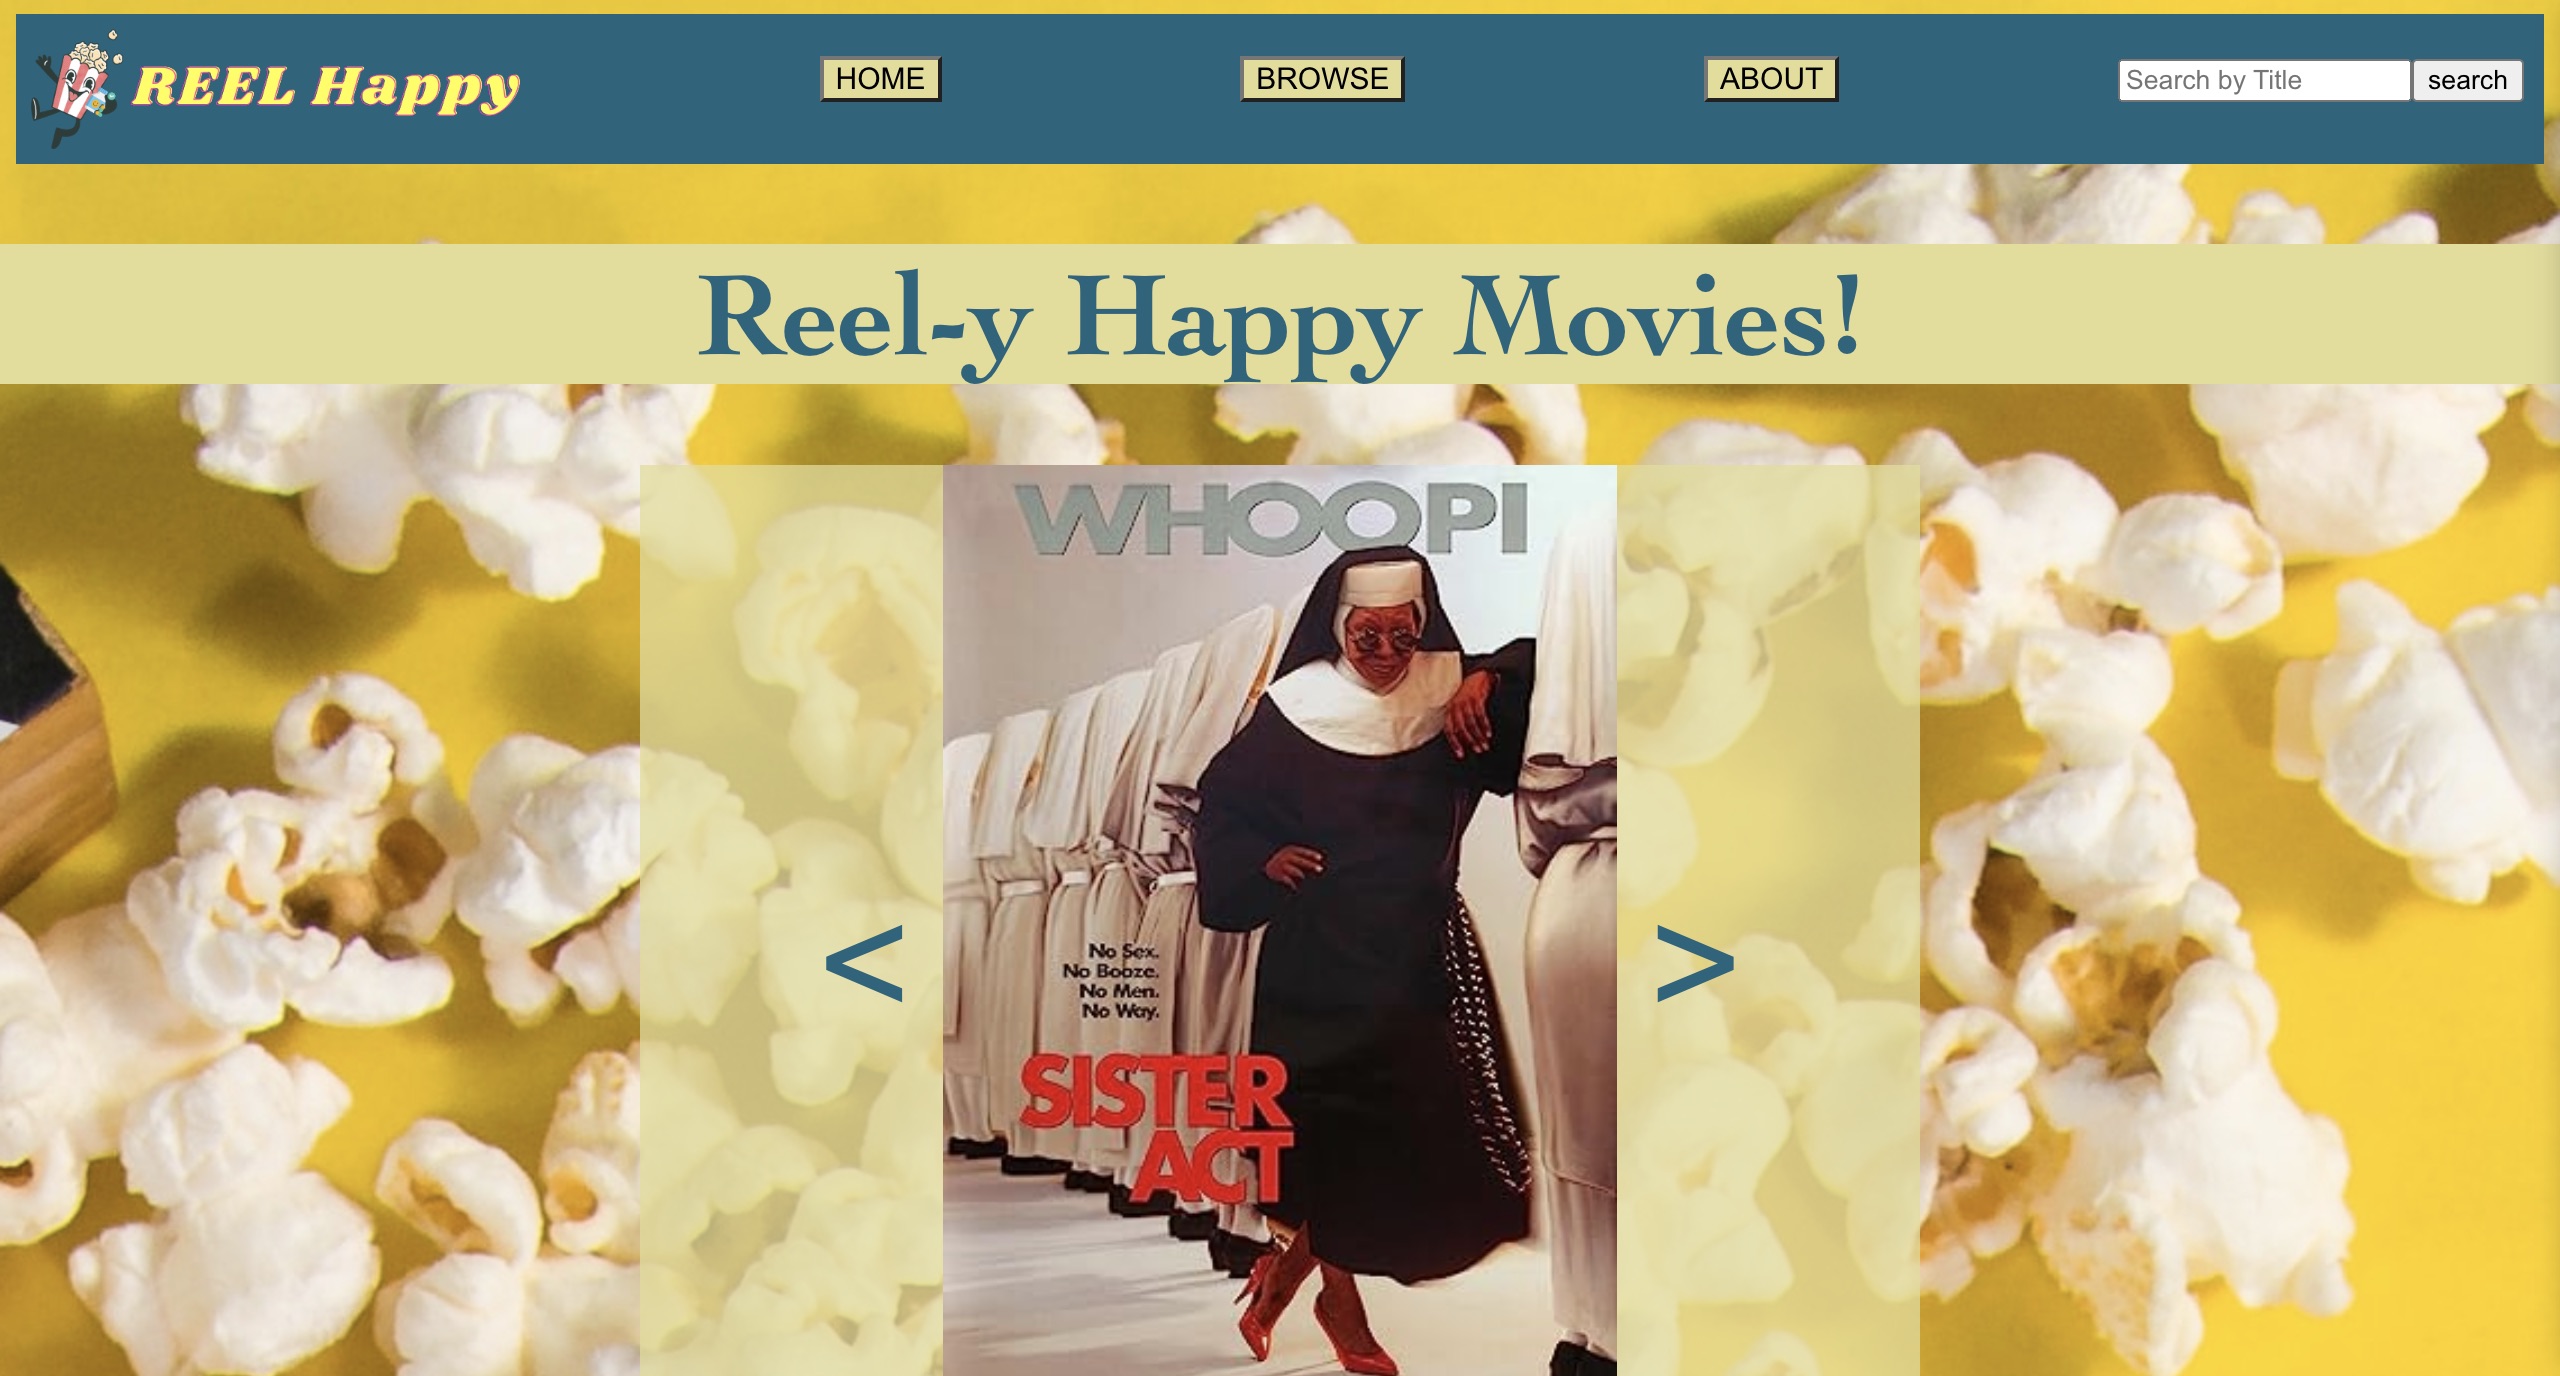 REEL Happy
HOME
BROWSE
ABOUT
Search by Title
search
Reel-y Happy Movies!
WHOOPI
<
>
No Sex.
No Booze.
No Men.
No Way.
SISTER
ACT